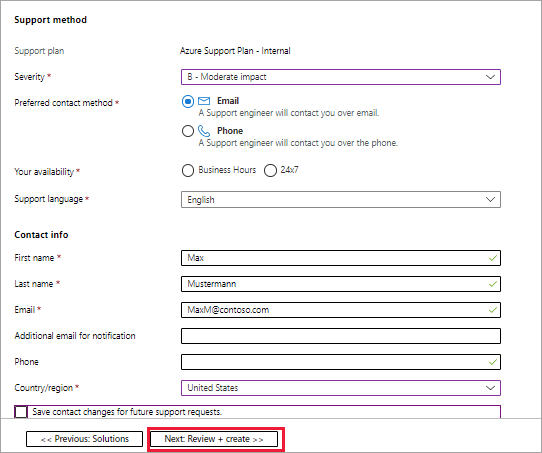 Support method
Support plan Azure Support Plan - Internal
Severity * B - Moderate impact
Preferred contact method * Email
A Support engineer will contact you over email.
Phone
A Support engineer will contact you over the phone.
Your availability * Business Hours 24x7
Support language * English
Contact info
First name * Max
Last name * Mustermann
Email * MaxM@contoso.com
Additional email for notification
Phone
Country/region * United States
Save contact changes for future support requests.
<< Previous: Solutions Next: Review + create >>